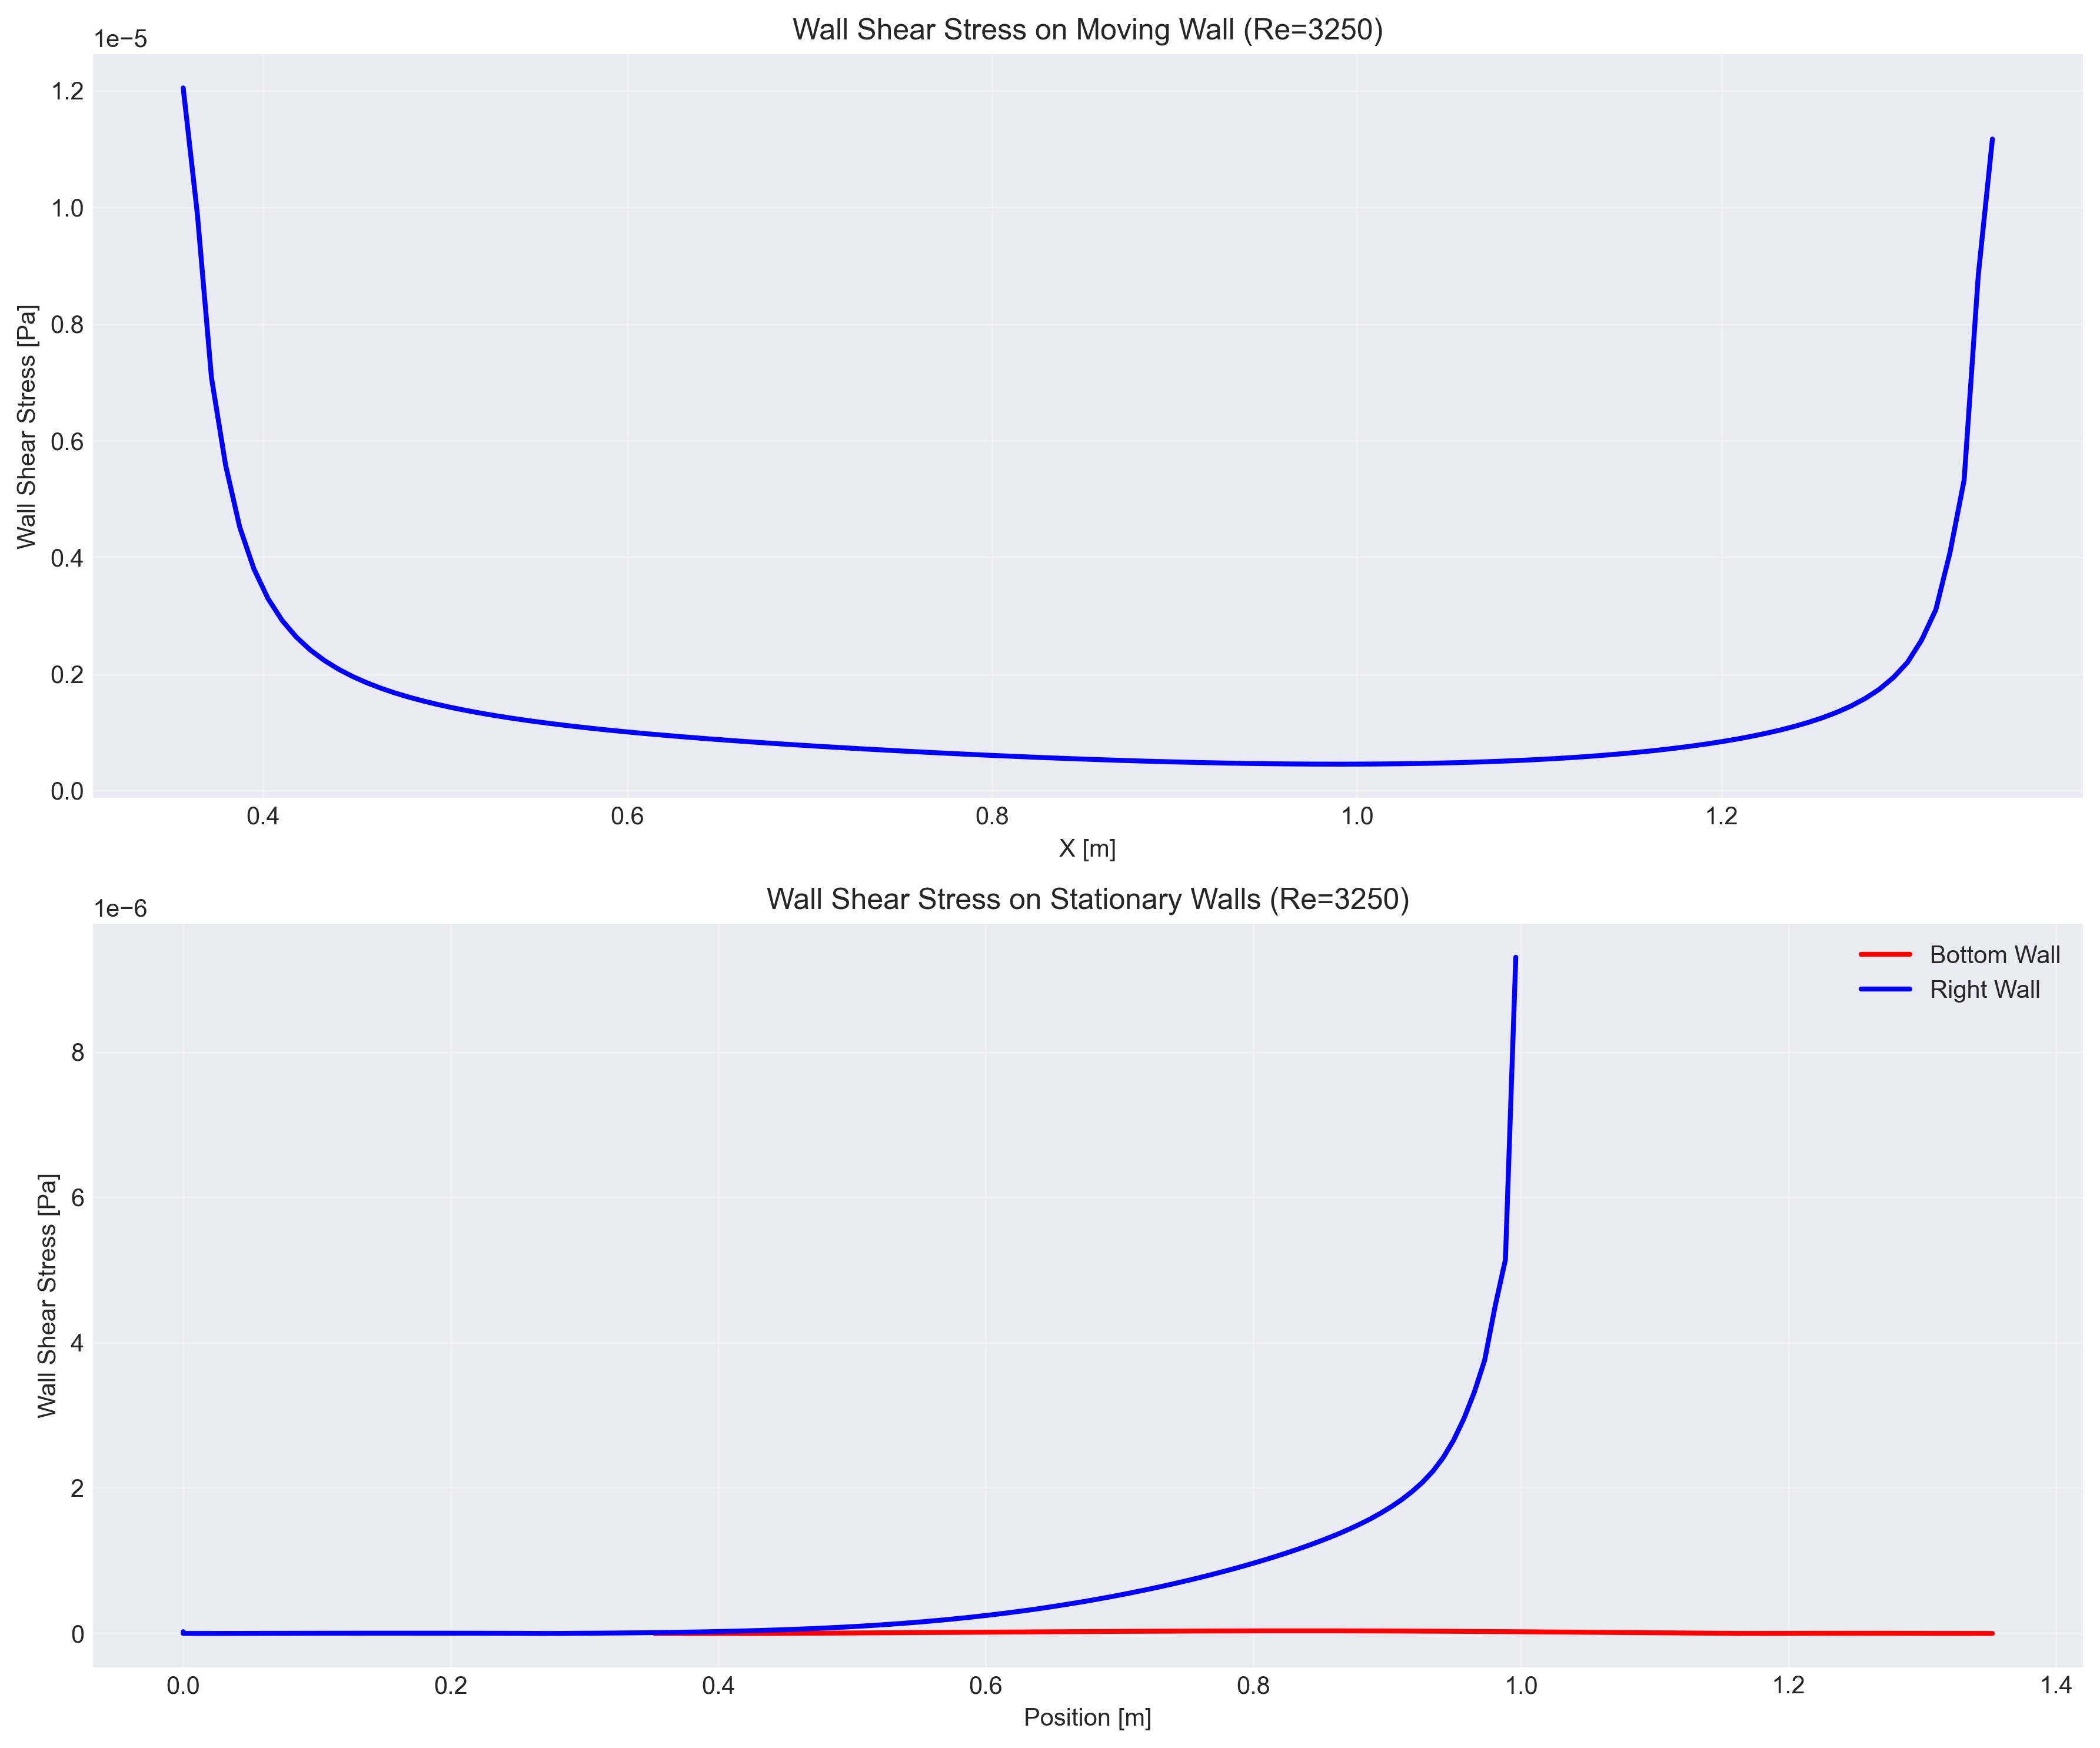 Wall Shear Stress on Moving Wall (Re=3250)
1e−5
1.2
1.0
0.8
0.6
0.4
0.2
0.0
Wall Shear Stress [Pa]
0.4 0.6 0.8 1.0 1.2
X [m]
Wall Shear Stress on Stationary Walls (Re=3250)
1e−6
Bottom Wall
Right Wall
8
6
4
2
0
Wall Shear Stress [Pa]
0.0 0.2 0.4 0.6 0.8 1.0 1.2 1.4
Position [m]